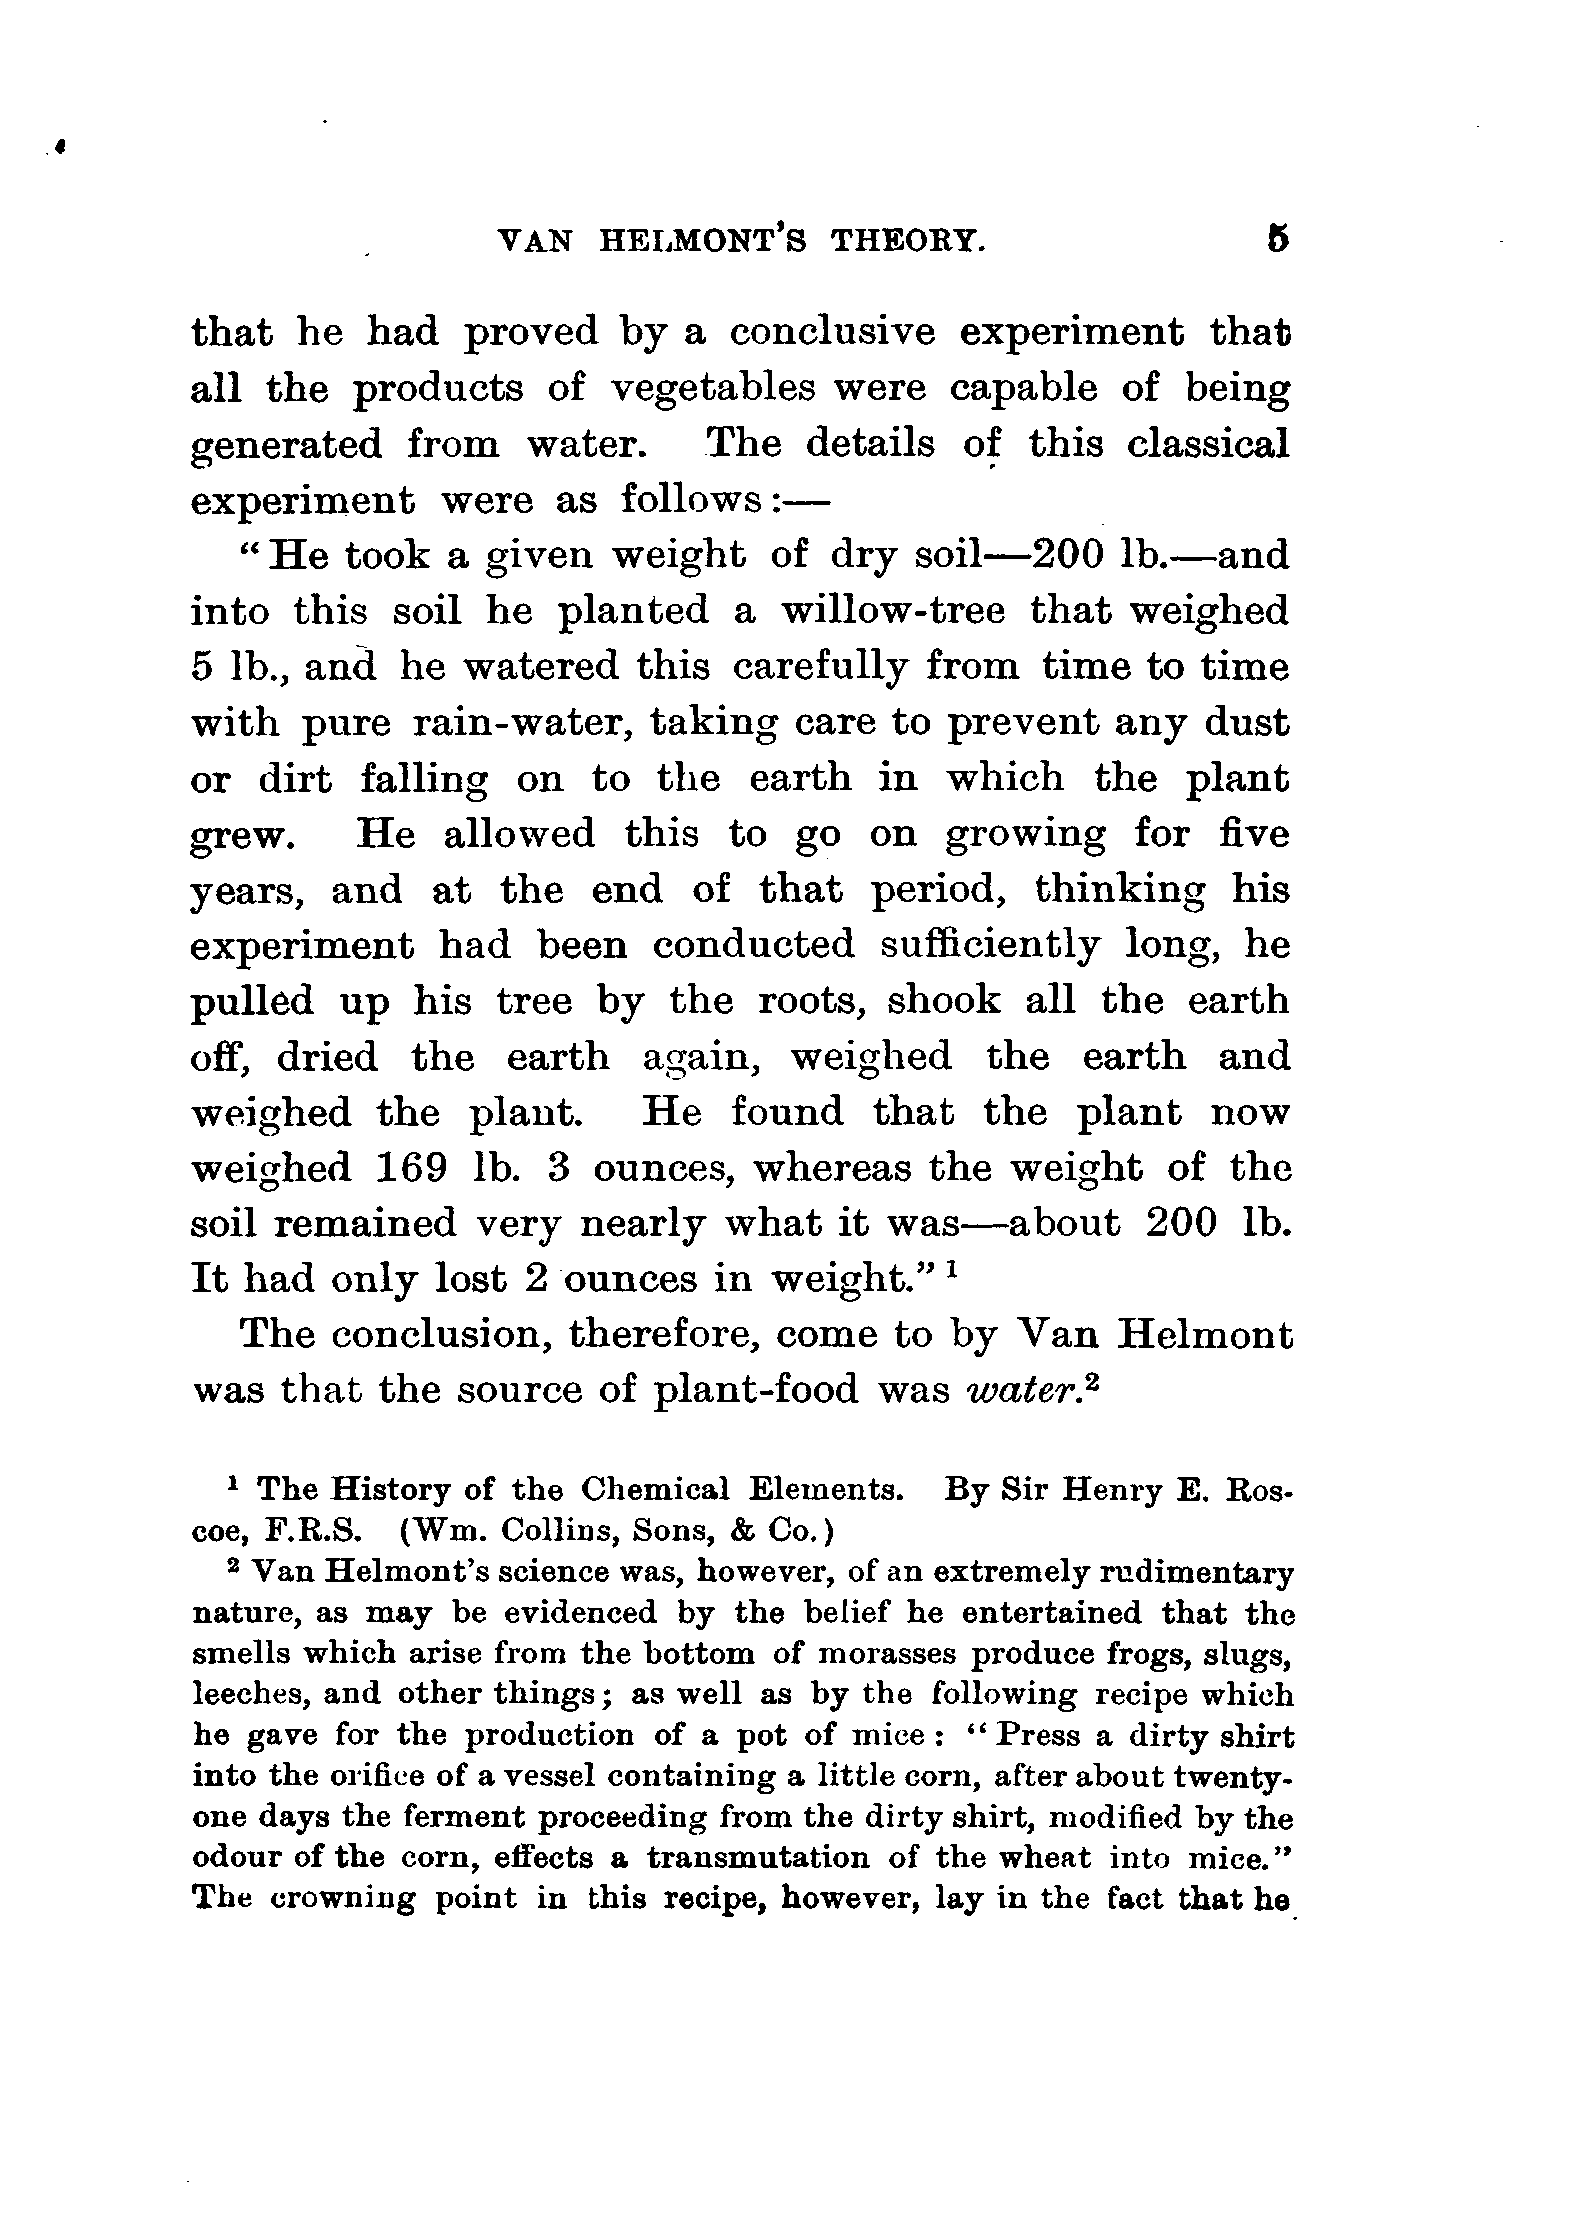 VAN HELMONT'S THEORY. 5
that he had proved by a conclusive experiment that
all the products of vegetables were capable of being
generated from water. The details of this classical
experiment were as follows:—
"He took a given weight of dry soil—200 lb.—and
into this soil he planted a willow-tree that weighed
5 lb., and he watered this carefully from time to time
with pure rain-water, taking care to prevent any dust
or dirt falling on to the earth in which the plant
grew. He allowed this to go on growing for five
years, and at the end of that period, thinking his
experiment had been conducted sufficiently long, he
pulled up his tree by the roots, shook all the earth
off, dried the earth again, weighed the earth and
weighed the plant. He found that the plant now
weighed 169 lb. 3 ounces, whereas the weight of the
soil remained very nearly what it was—about 200 lb.
It had only lost 2 ounces in weight." ¹
The conclusion, therefore, come to by Van Helmont
was that the source of plant-food was water.²
¹ The History of the Chemical Elements. By Sir Henry E. Ros-
coe, F.R.S. (Wm. Collins, Sons, & Co.)
² Van Helmont's science was, however, of an extremely rudimentary
nature, as may be evidenced by the belief he entertained that the
smells which arise from the bottom of morasses produce frogs, slugs,
leeches, and other things; as well as by the following recipe which
he gave for the production of a pot of mice: "Press a dirty shirt
into the orifice of a vessel containing a little corn, after about twenty-
one days the ferment proceeding from the dirty shirt, modified by the
odour of the corn, effects a transmutation of the wheat into mice."
The crowning point in this recipe, however, lay in the fact that he